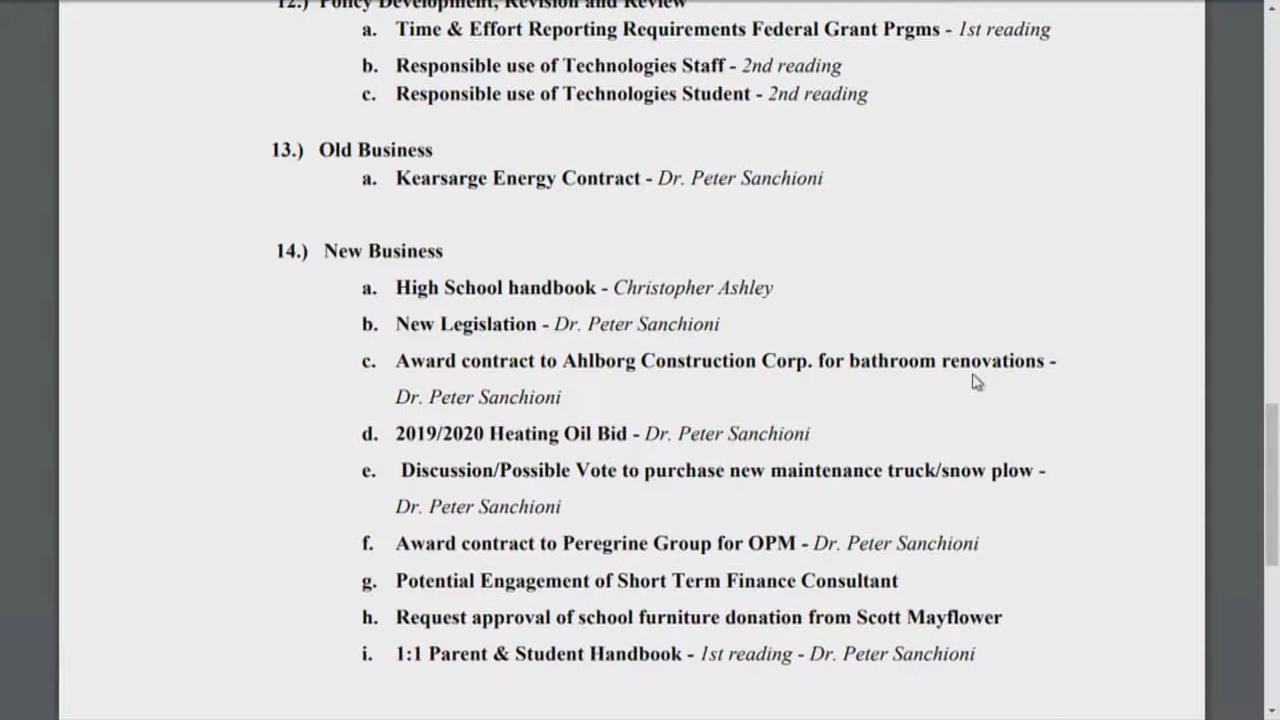 12.) Policy Development, Revision and Review
a. Time & Effort Reporting Requirements Federal Grant Prgms - 1st reading
b. Responsible use of Technologies Staff - 2nd reading
c. Responsible use of Technologies Student - 2nd reading
13.) Old Business
a. Kearsarge Energy Contract - Dr. Peter Sanchioni
14.) New Business
a. High School handbook - Christopher Ashley
b. New Legislation - Dr. Peter Sanchioni
c. Award contract to Ahlborg Construction Corp. for bathroom renovations -
Dr. Peter Sanchioni
d. 2019/2020 Heating Oil Bid - Dr. Peter Sanchioni
e. Discussion/Possible Vote to purchase new maintenance truck/snow plow -
Dr. Peter Sanchioni
f. Award contract to Peregrine Group for OPM - Dr. Peter Sanchioni
g. Potential Engagement of Short Term Finance Consultant
h. Request approval of school furniture donation from Scott Mayflower
i. 1:1 Parent & Student Handbook - 1st reading - Dr. Peter Sanchioni